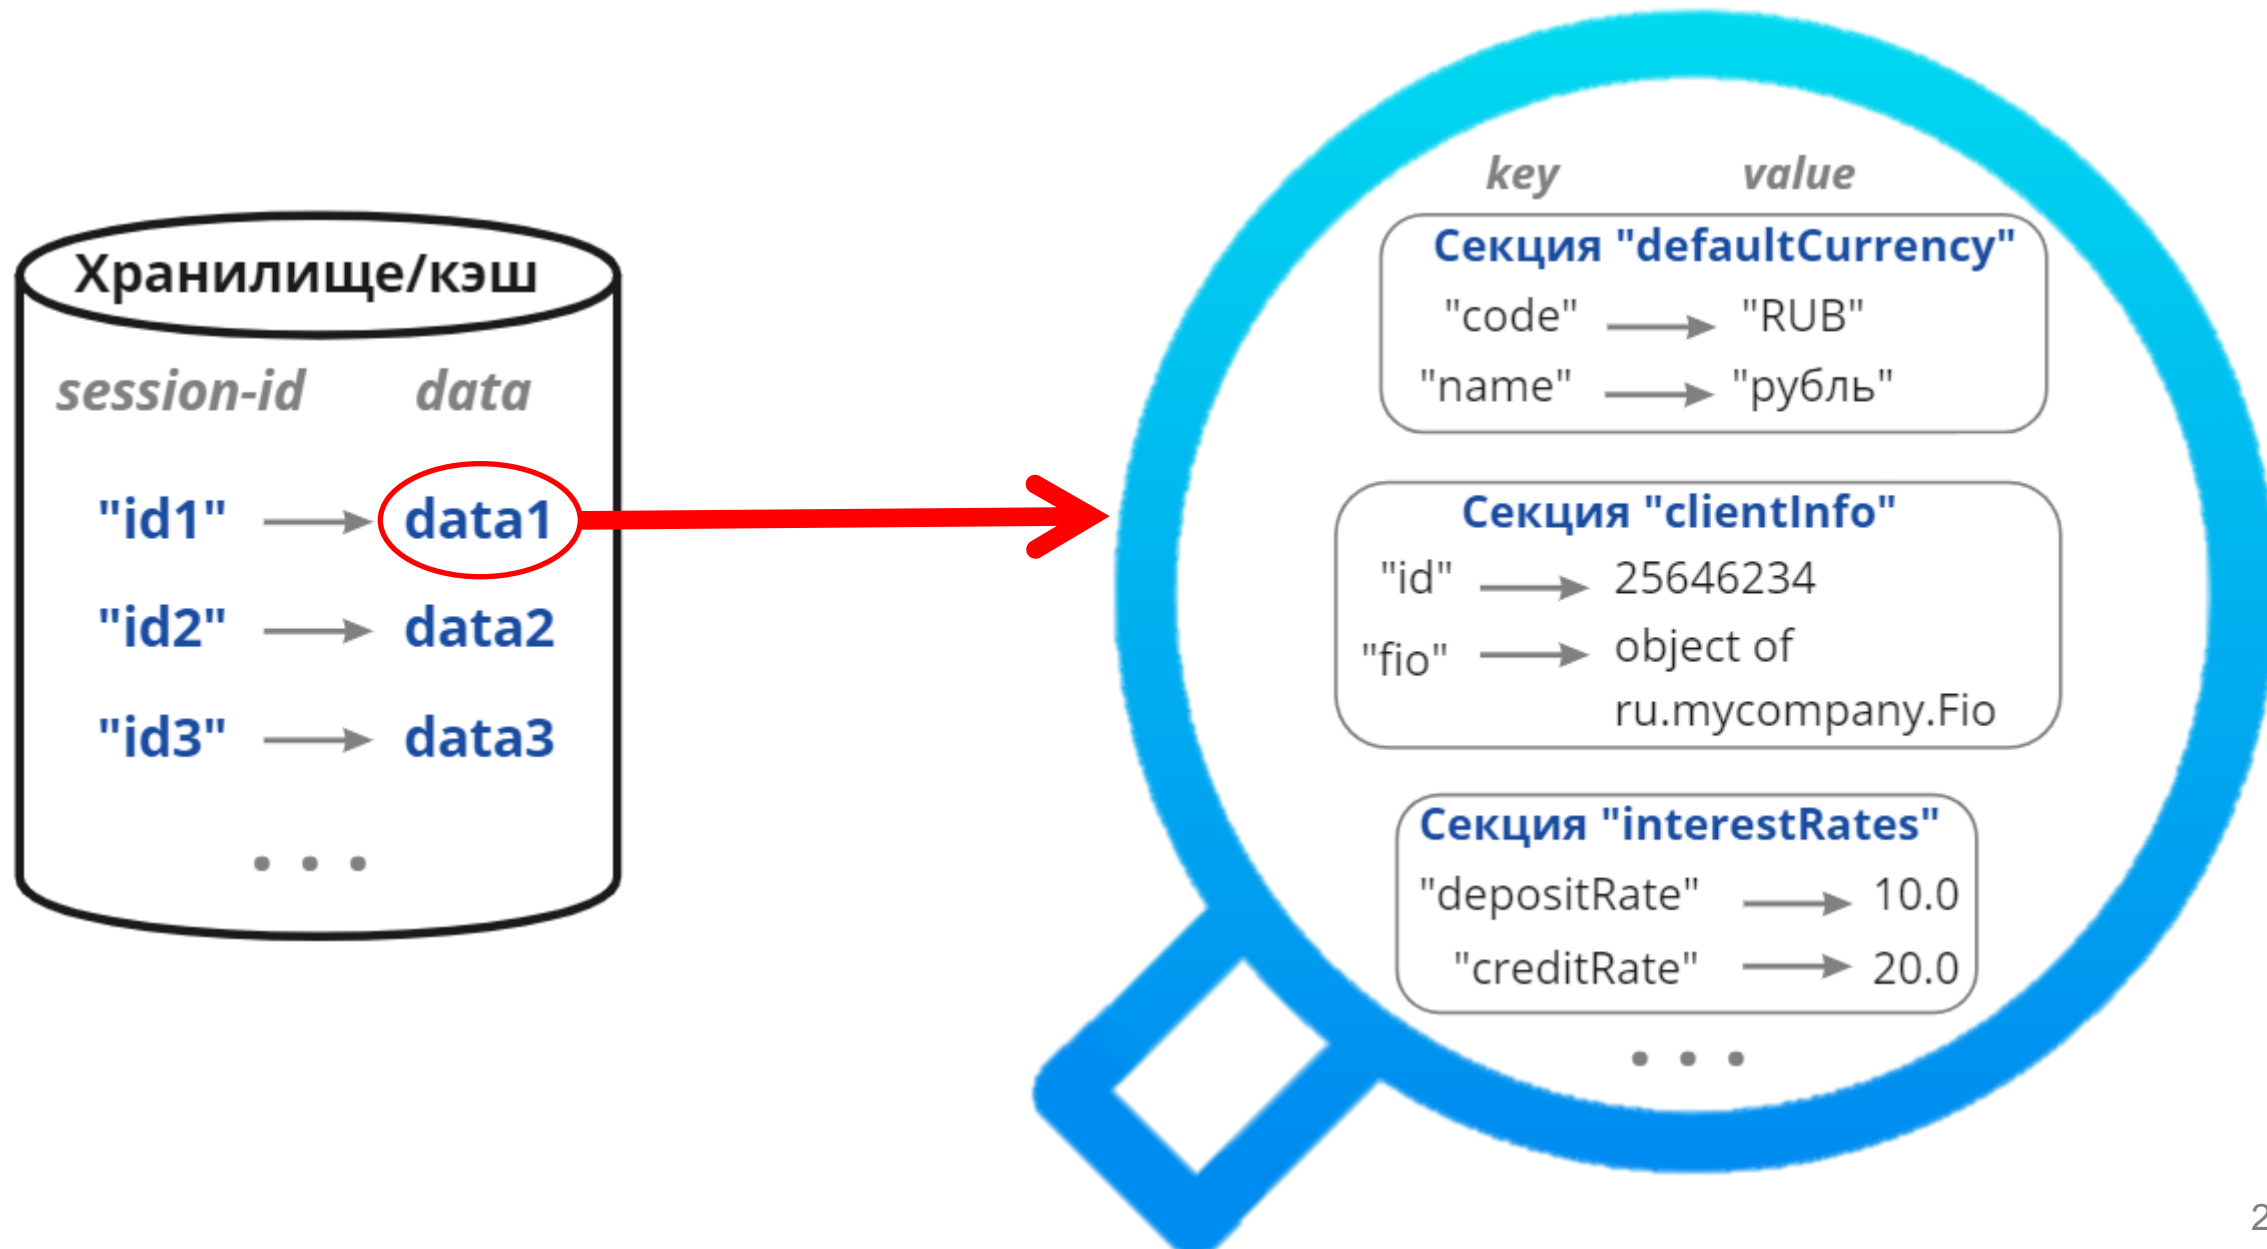 Хранилище/кэш
session-id data
"id1" data1
"id2" data2
"id3" data3
. . .
key value
Секция "defaultCurrency"
"code" "RUB"
"name" "рубль"
Секция "clientInfo"
"id" 25646234
"fio" object of
ru.mycompany.Fio
Секция "interestRates"
"depositRate" 10.0
"creditRate" 20.0
. . .
2